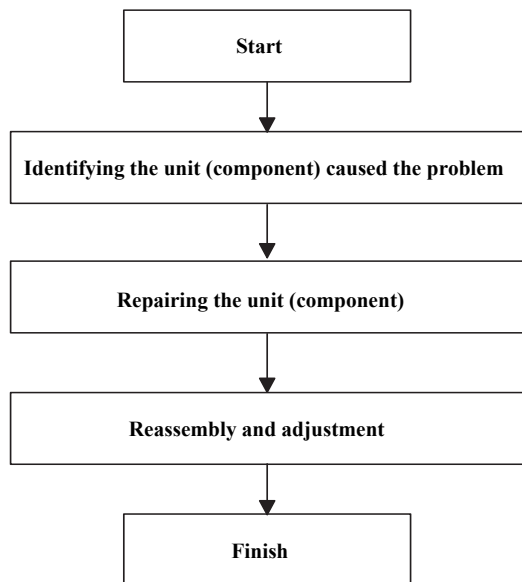 Start
Identifying the unit (component) caused the problem
Repairing the unit (component)
Reassembly and adjustment
Finish